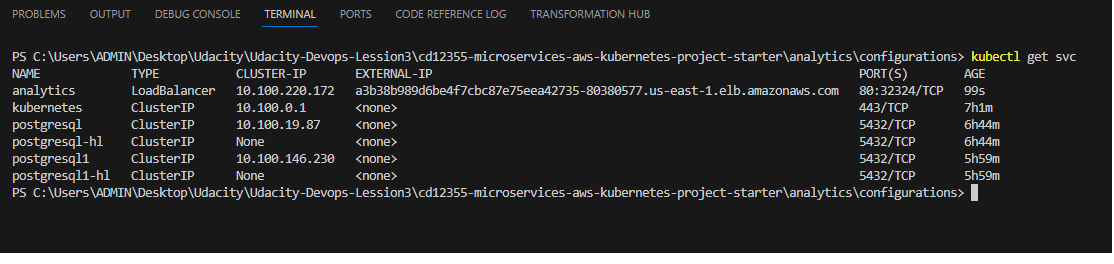 PROBLEMS OUTPUT DEBUG CONSOLE TERMINAL PORTS CODE REFERENCE LOG TRANSFORMATION HUB
PS C:\Users\ADMIN\Desktop\Udacity\Udacity-Devops-Lession3\cd12355-microservices-aws-kubernetes-project-starter\analytics\configurations> kubectl get svc
NAME TYPE CLUSTER-IP EXTERNAL-IP PORT(S) AGE
analytics LoadBalancer 10.100.220.172 a3b38b989d6be4f7cbc87e75eea42735-80380577.us-east-1.elb.amazonaws.com 80:32324/TCP 99s
kubernetes ClusterIP 10.100.0.1 <none> 443/TCP 7h1m
postgresql ClusterIP 10.100.19.87 <none> 5432/TCP 6h44m
postgresql-hl ClusterIP None <none> 5432/TCP 6h44m
postgresql1 ClusterIP 10.100.146.230 <none> 5432/TCP 5h59m
postgresql1-hl ClusterIP None <none> 5432/TCP 5h59m
PS C:\Users\ADMIN\Desktop\Udacity\Udacity-Devops-Lession3\cd12355-microservices-aws-kubernetes-project-starter\analytics\configurations>